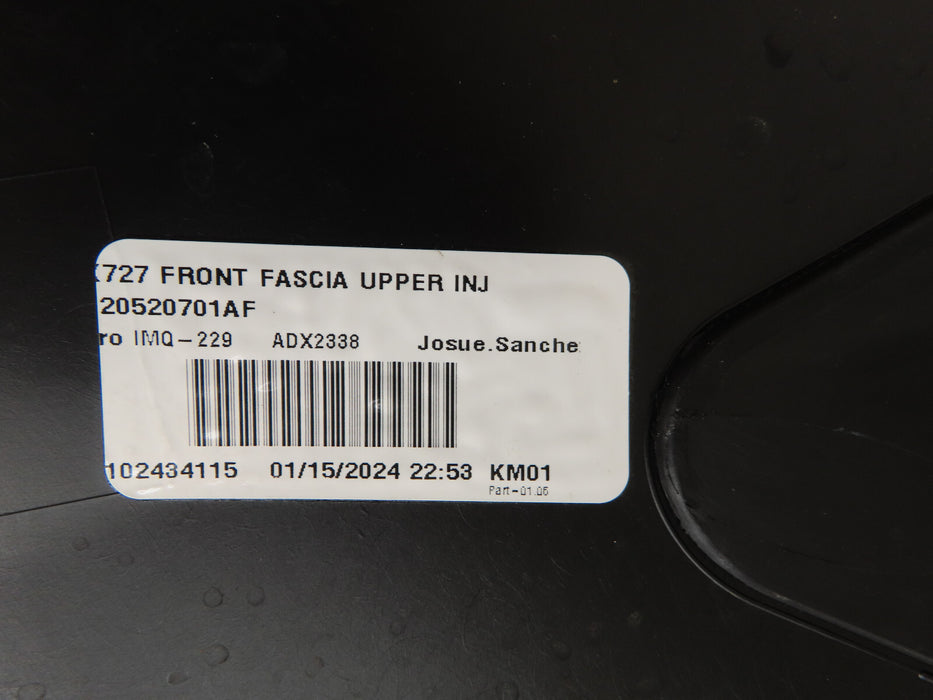 727 FRONT FASCIA UPPER INJ
20520701AF
ro IMQ-229 ADX2338 Josue.Sanche
102434115 01/15/2024 22:53 KM01
Part-01.05